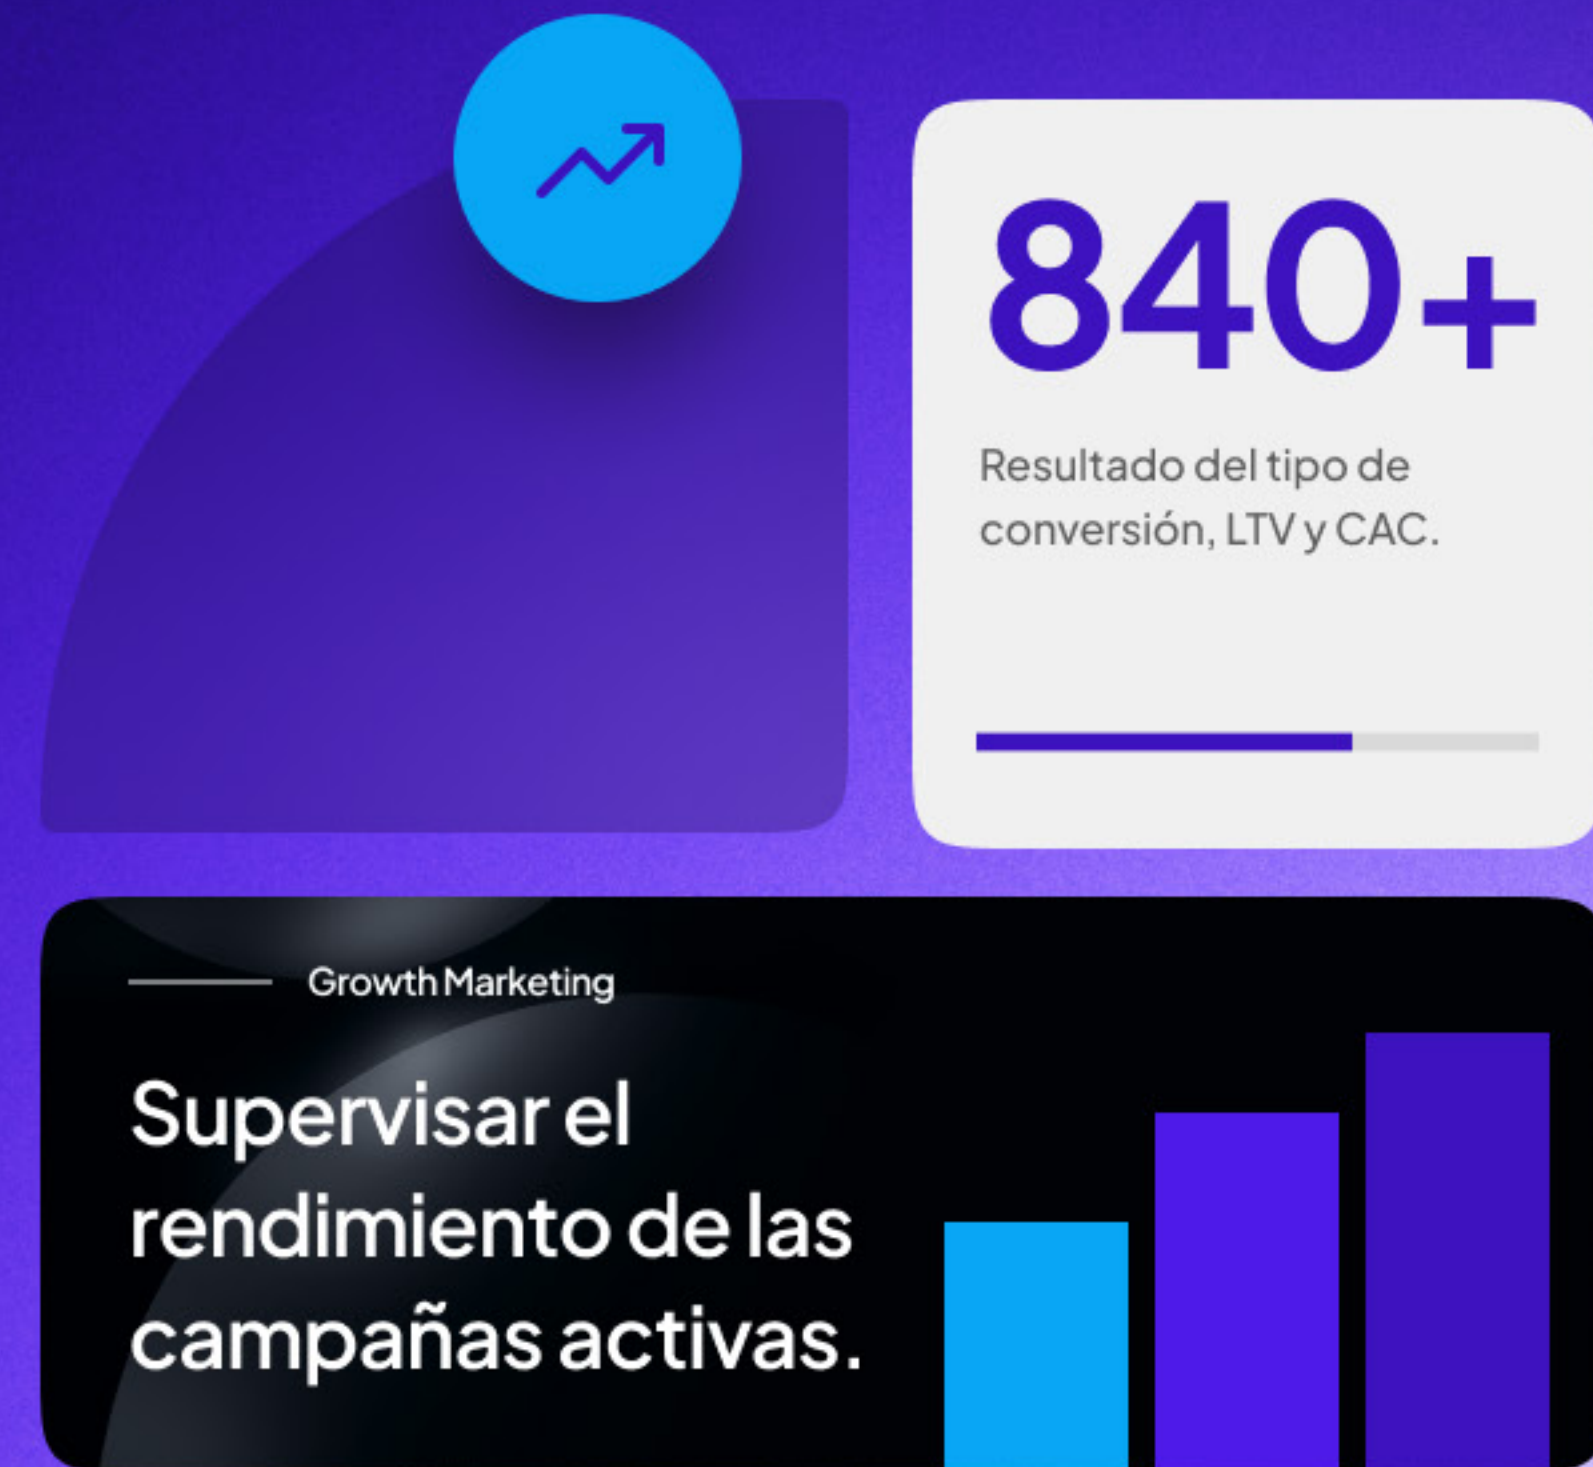 840+
Resultado del tipo de
conversión, LTV y CAC.
Growth Marketing
Supervisar el
rendimiento de las
campañas activas.